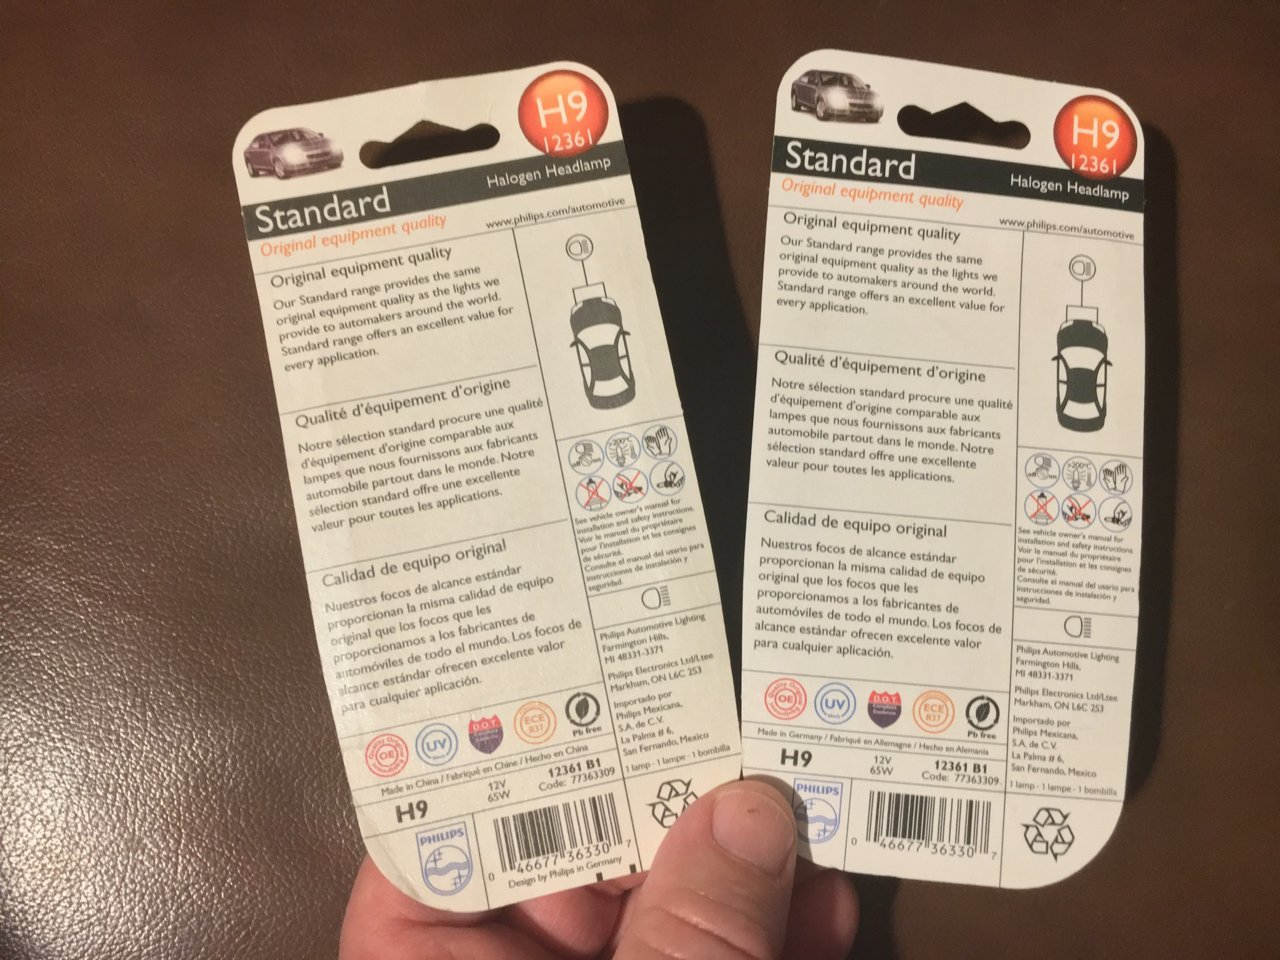 H9
12361
Standard
Halogen Headlamp
Original equipment quality
www.philips.com/automotive
Original equipment quality
Our Standard range provides the same
original equipment quality as the lights we
provide to automakers around the world.
Standard range offers an excellent value for
every application.
Qualité d'équipement d'origine
Notre sélection standard procure une qualité
d'équipement d'origine comparable aux
lampes que nous fournissons aux fabricants
automobile partout dans le monde. Notre
sélection standard offre une excellente
valeur pour toutes les applications.
Calidad de equipo original
Nuestros focos de alcance estándar
proporcionan la misma calidad de equipo
original que los focos que les
proporcionamos a los fabricantes de
automóviles de todo el mundo. Los focos de
alcance estándar ofrecen excelente valor
para cualquier aplicación.
>200°C
See vehicle owner's manual for
installation and safety instructions.
Voir le manuel du propriétaire
pour l'installation et les consignes
de sécurité.
Consulte el manual del usario para
instrucciones de instalación y
seguridad.
Philips Automotive Lighting
Farmington Hills,
MI 48331-3371
Philips Electronics Ltd/Ltee
Markham, ON L6C 2S3
Importado por
Philips Mexicana,
S.A. de C.V.
La Palma # 6,
San Fernando, Mexico
1 lamp - 1 lampe - 1 bombilla
Quality Original Equipment
OE
UV
D.O.T.
ECE
R37
Pb free
Made in China / Fabriqué en Chine / Hecho en China
H9
12V
65W
12361 B1
Code: 77363309
PHILIPS
0 46677 36330 7
Design by Philips in Germany
H9
12361
Standard
Halogen Headlamp
Original equipment quality
www.philips.com/automotive
Original equipment quality
Our Standard range provides the same
original equipment quality as the lights we
provide to automakers around the world.
Standard range offers an excellent value for
every application.
Qualité d'équipement d'origine
Notre sélection standard procure une qualité
d'équipement d'origine comparable aux
lampes que nous fournissons aux fabricants
automobile partout dans le monde. Notre
sélection standard offre une excellente
valeur pour toutes les applications.
Calidad de equipo original
Nuestros focos de alcance estándar
proporcionan la misma calidad de equipo
original que los focos que les
proporcionamos a los fabricantes de
automóviles de todo el mundo. Los focos de
alcance estándar ofrecen excelente valor
para cualquier aplicación.
>200°C
See vehicle owner's manual for
installation and safety instructions.
Voir le manuel du propriétaire
pour l'installation et les consignes
de sécurité.
Consulte el manual del usario para
instrucciones de instalación y
seguridad.
Philips Automotive Lighting
Farmington Hills,
MI 48331-3371
Philips Electronics Ltd/Ltee
Markham, ON L6C 2S3
Importado por
Philips Mexicana,
S.A. de C.V.
La Palma # 6,
San Fernando, Mexico
1 lamp - 1 lampe - 1 bombilla
Quality Original Equipment
OE
UV
D.O.T.
Compliant
ECE
R37
Pb free
Made in Germany / Fabriqué en Allemagne / Hecho en Alemania
H9
12V
65W
12361 B1
Code: 77363309
PHILIPS
0 46677 36330 7